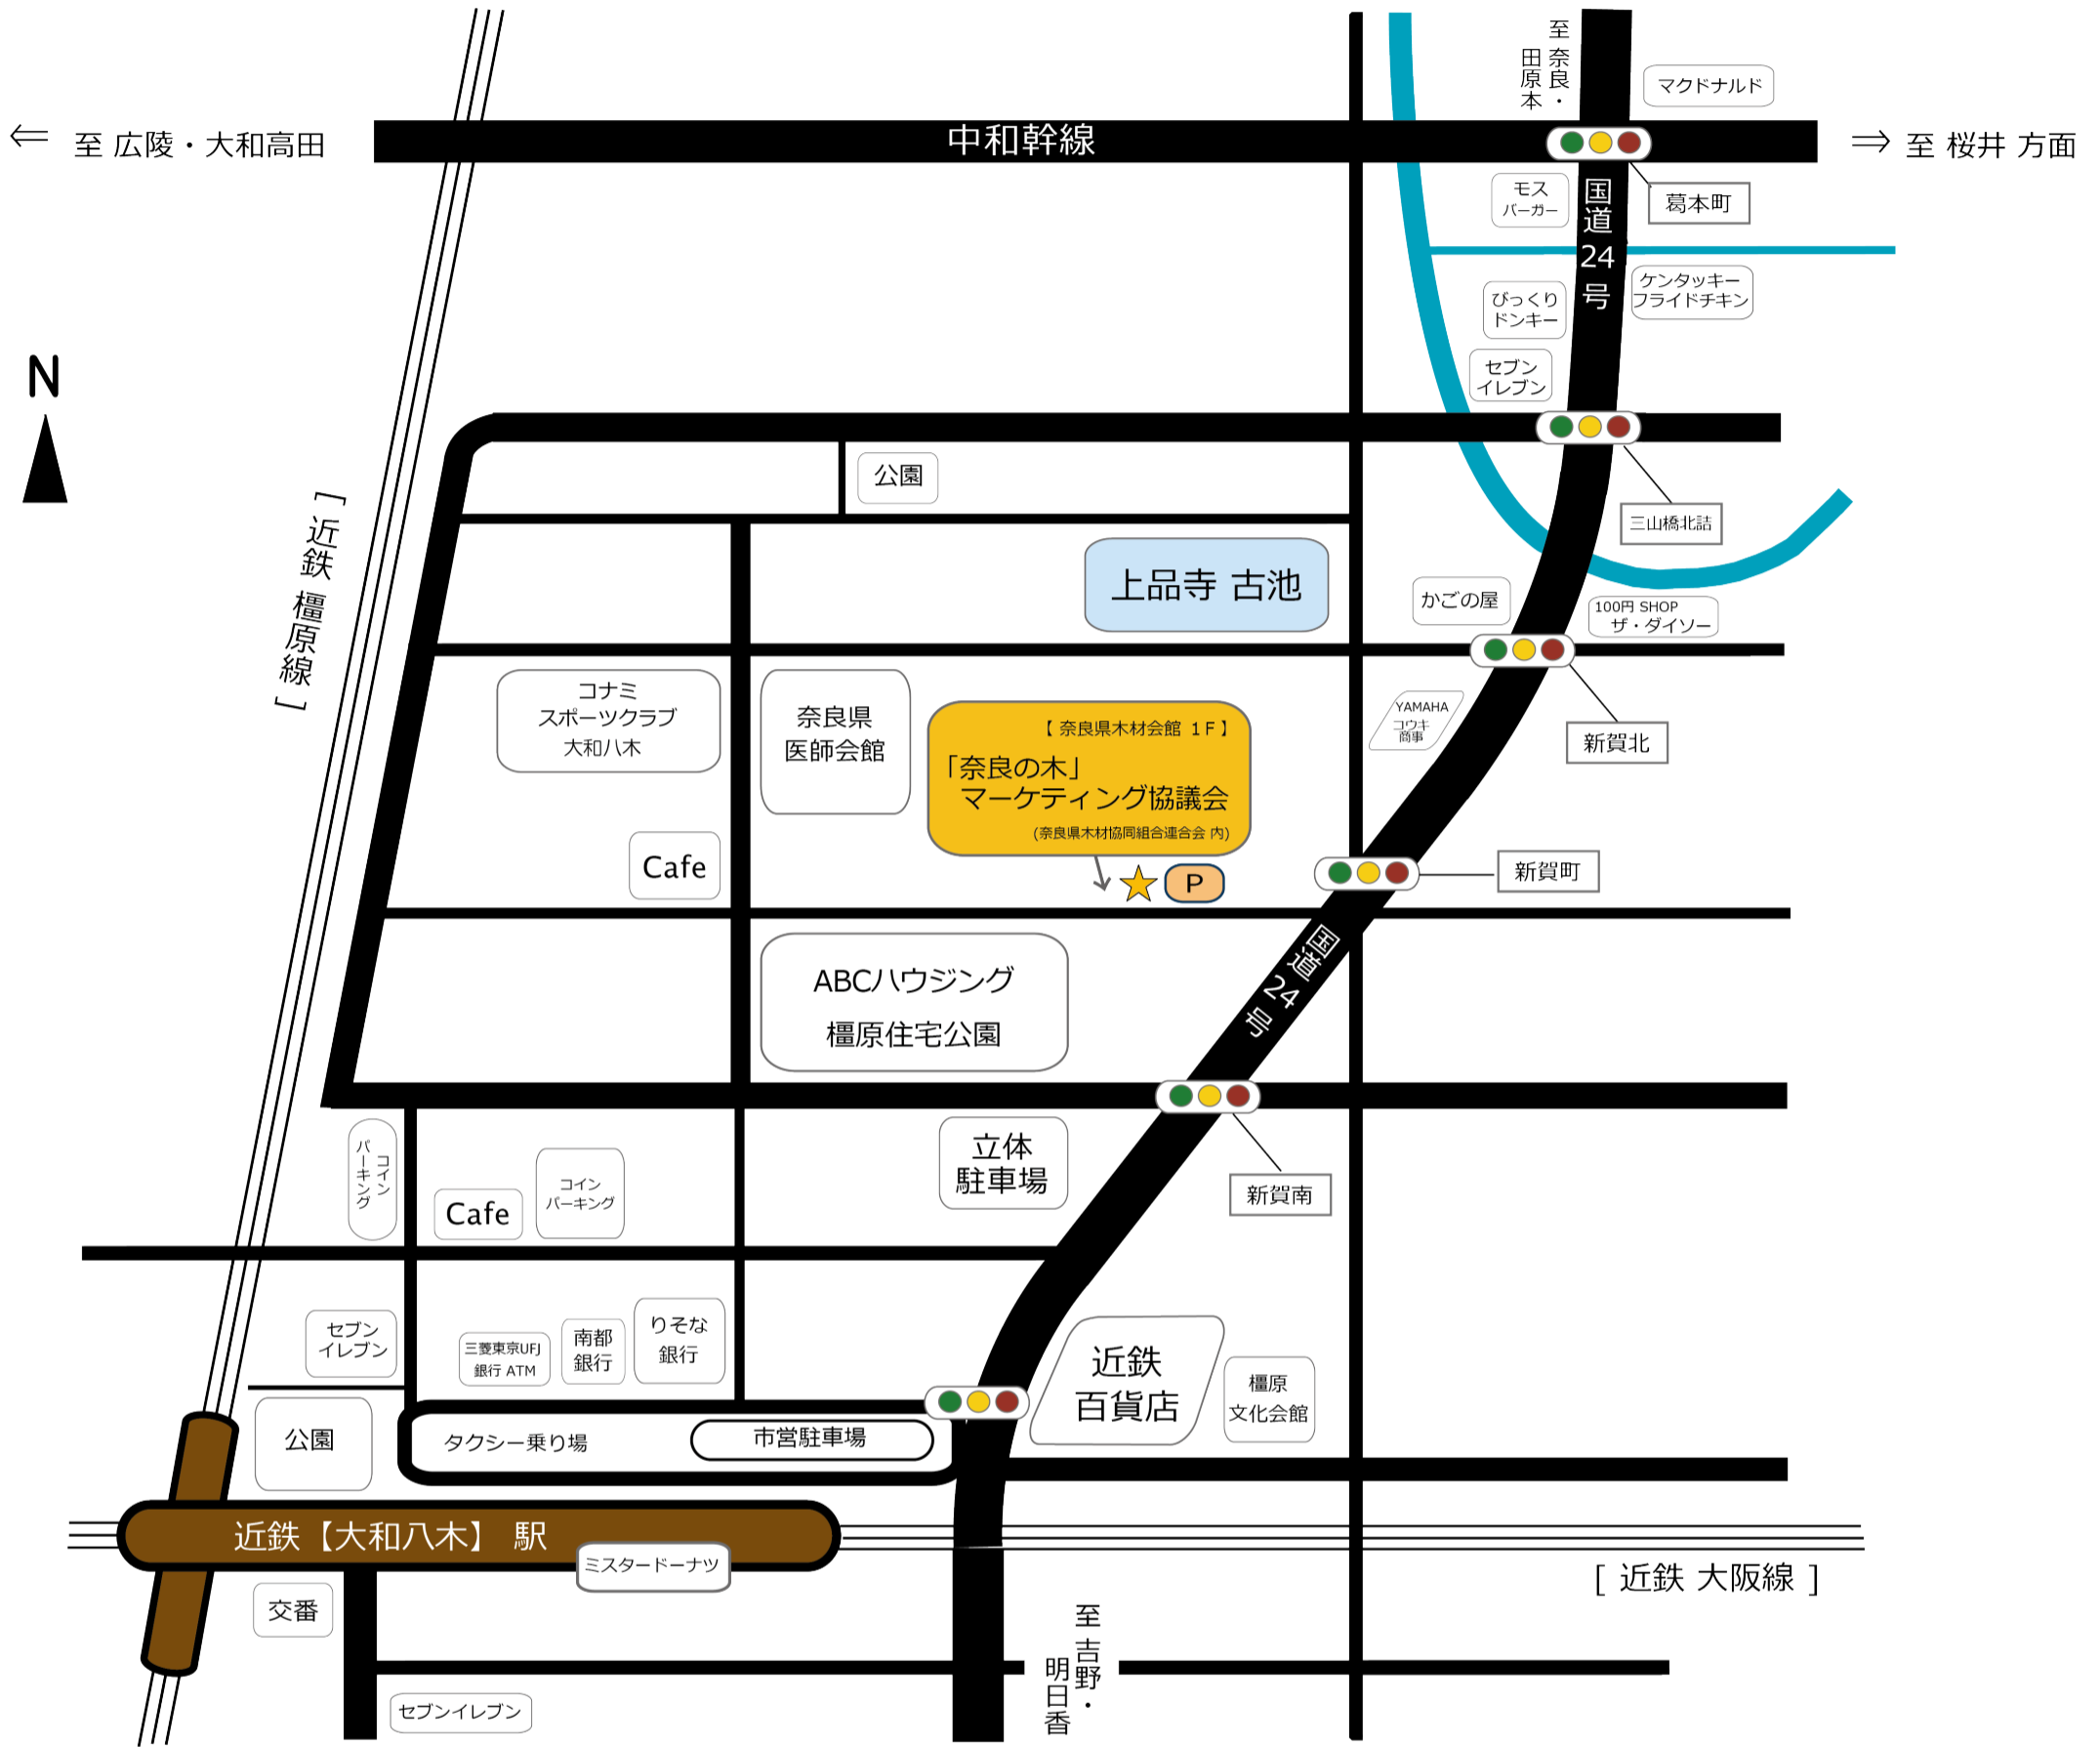 至 奈良・
田原本
マクドナルド
至 広陵・大和高田
中和幹線
至 桜井 方面
モス
バーガー
国道24号
葛本町
ケンタッキー
フライドチキン
びっくり
ドンキー
セブン
イレブン
N
公園
三山橋北詰
[ 近鉄 橿原線 ]
上品寺 古池
かごの屋
100円 SHOP
ザ・ダイソー
コナミ
スポーツクラブ
大和八木
奈良県
医師会館
【 奈良県木材会館 1F 】
「奈良の木」
マーケティング協議会
(奈良県木材協同組合連合会 内)
YAMAHA
コウキ
商事
新賀北
Cafe
P
新賀町
国道24号
ABCハウジング
橿原住宅公園
コイン
パーキング
Cafe
コイン
パーキング
立体
駐車場
新賀南
セブン
イレブン
三菱東京UFJ
銀行 ATM
南都
銀行
りそな
銀行
近鉄
百貨店
橿原
文化会館
公園
タクシー乗り場
市営駐車場
近鉄【大和八木】 駅
ミスタードーナツ
[ 近鉄 大阪線 ]
交番
至 吉野・
明日香
セブンイレブン